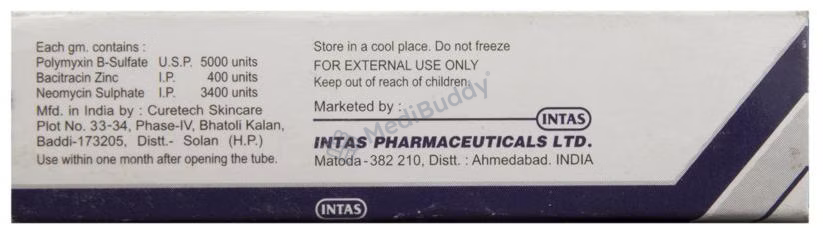 Each gm. contains :
Polymyxin B-Sulfate U.S.P. 5000 units
Bacitracin Zinc I.P. 400 units
Neomycin Sulphate I.P. 3400 units
Mfd. in India by : Curetech Skincare
Plot No. 33-34, Phase-IV, Bhatoli Kalan,
Baddi-173205, Distt.- Solan (H.P.)
Use within one month after opening the tube.
Store in a cool place. Do not freeze
FOR EXTERNAL USE ONLY
Keep out of reach of children.
Marketed by :
INTAS
INTAS PHARMACEUTICALS LTD.
Matoda - 382 210, Distt. : Ahmedabad. INDIA
MediBuddy
INTAS